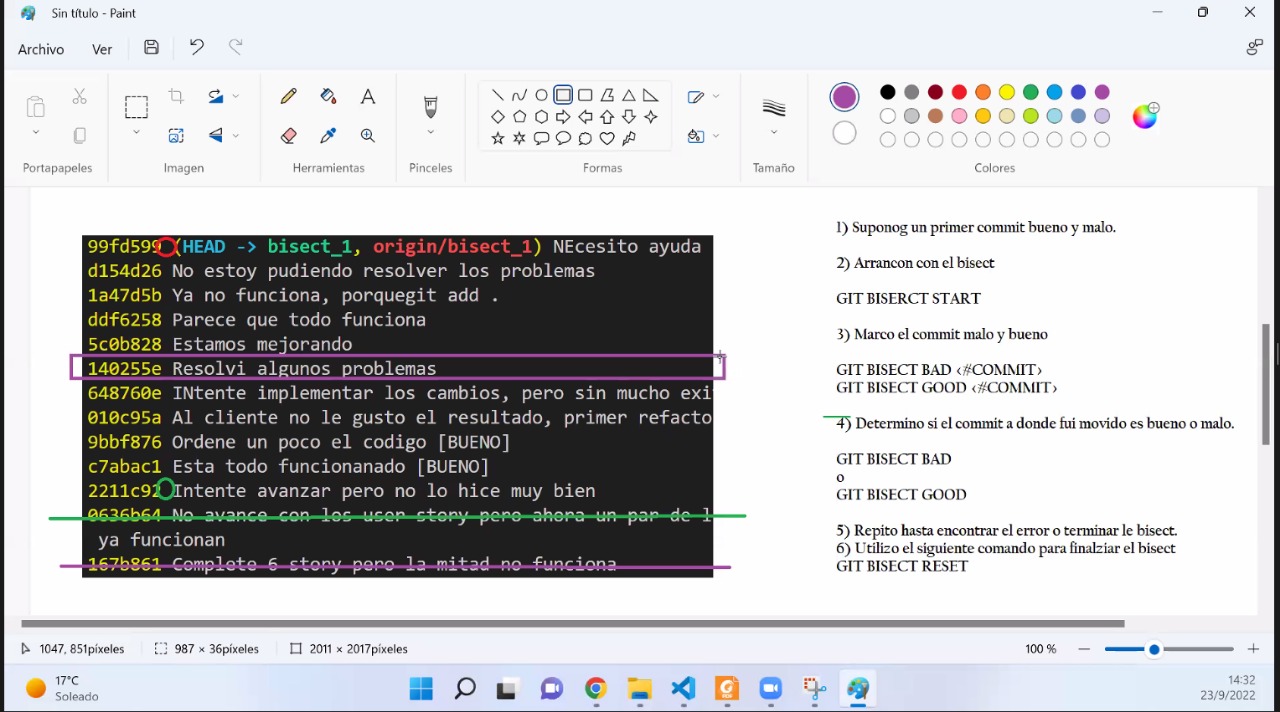 Sin título - Paint
Archivo
Ver
Portapapeles
Imagen
Herramientas
Pinceles
Formas
Tamaño
Colores
99fd599 (HEAD -> bisect_1, origin/bisect_1) NEcesito ayuda
d154d26 No estoy pudiendo resolver los problemas
1a47d5b Ya no funciona, porquegit add .
ddf6258 Parece que todo funciona
5c0b828 Estamos mejorando
140255e Resolvi algunos problemas
648760e INtente implementar los cambios, pero sin mucho exi
010c95a Al cliente no le gusto el resultado, primer refacto
9bbf876 Ordene un poco el codigo [BUENO]
c7abac1 Esta todo funcionanado [BUENO]
2211c92 Intente avanzar pero no lo hice muy bien
0636b64 No avance con los user story pero ahora un par de l
ya funcionan
167b861 Complete 6 story pero la mitad no funciona
1) Suponog un primer commit bueno y malo.
2) Arrancon con el bisect
GIT BISERCT START
3) Marco el commit malo y bueno
GIT BISECT BAD <#COMMIT>
GIT BISECT GOOD <#COMMIT>
4) Determino si el commit a donde fui movido es bueno o malo.
GIT BISECT BAD
o
GIT BISECT GOOD
5) Repito hasta encontrar el error o terminar le bisect.
6) Utilizo el siguiente comando para finalziar el bisect
GIT BISECT RESET
1047, 851píxeles
987 × 36píxeles
2011 × 2017píxeles
100 %
17°C
Soleado
14:32
23/9/2022